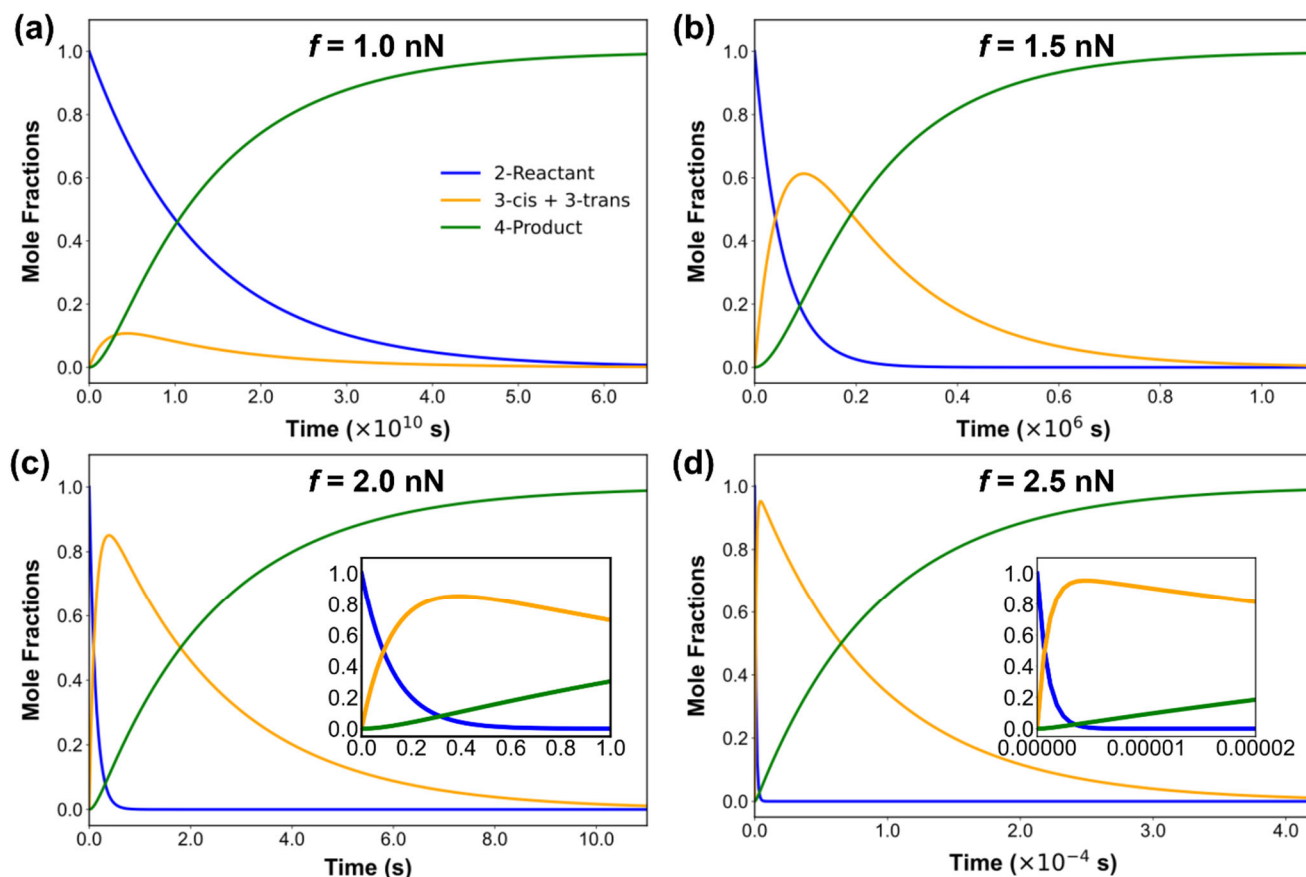 (a)
f = 1.0 nN
Mole Fractions
1.0
0.8
0.6
0.4
0.2
0.0
2-Reactant
3-cis + 3-trans
4-Product
0.0 1.0 2.0 3.0 4.0 5.0 6.0
Time (×10¹⁰ s)
(b)
f = 1.5 nN
Mole Fractions
1.0
0.8
0.6
0.4
0.2
0.0
0.0 0.2 0.4 0.6 0.8 1.0
Time (×10⁶ s)
(c)
f = 2.0 nN
Mole Fractions
1.0
0.8
0.6
0.4
0.2
0.0
1.0
0.8
0.6
0.4
0.2
0.0
0.0 0.2 0.4 0.6 0.8 1.0
0.0 2.0 4.0 6.0 8.0 10.0
Time (s)
(d)
f = 2.5 nN
Mole Fractions
1.0
0.8
0.6
0.4
0.2
0.0
1.0
0.8
0.6
0.4
0.2
0.0
0.00000 0.00001 0.00002
0.0 1.0 2.0 3.0 4.0
Time (×10⁻⁴ s)